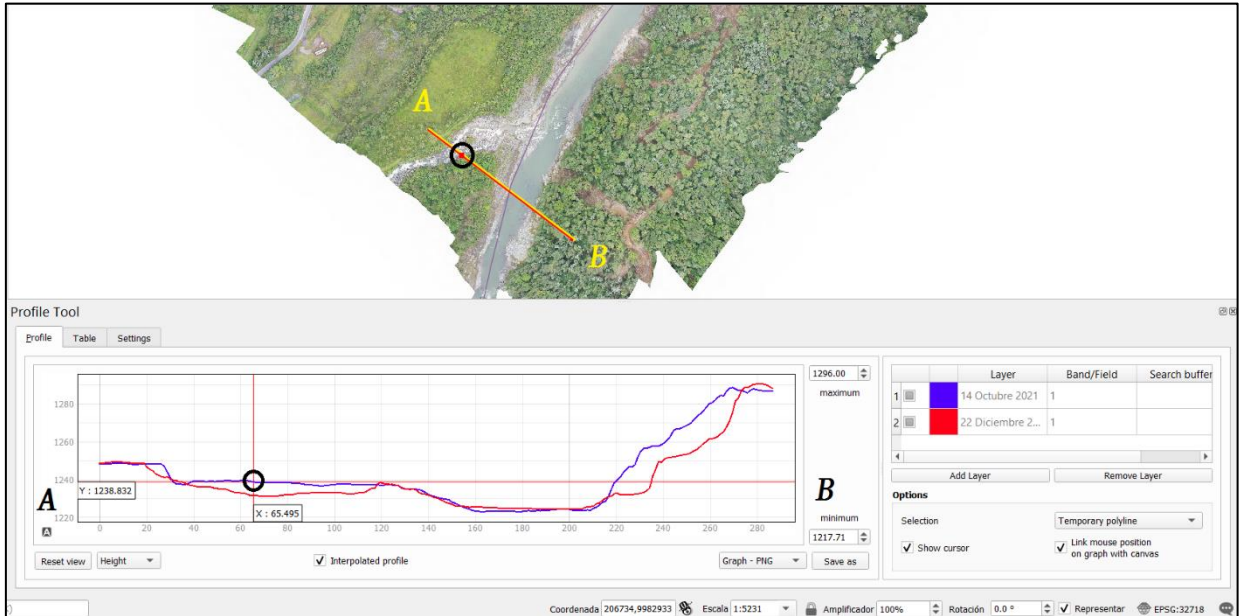 A
B
Profile Tool
Profile Table Settings
1296.00
maximum
minimum
1217.71
1280
1260
1240
1220
Y : 1238.832
X : 65.495
A
B
0 20 40 60 80 100 120 140 160 180 200 220 240 260 280
A
Reset view Height Interpolated profile Graph - PNG Save as
Layer Band/Field Search buffer
1 14 Octubre 2021 1
2 22 Diciembre 2... 1
Add Layer Remove Layer
Options
Selection Temporary polyline
Show cursor Link mouse position
on graph with canvas
Coordenada 206734,9982933 Escala 1:5231 Amplificador 100% Rotación 0.0 ° Representar EPSG:32718